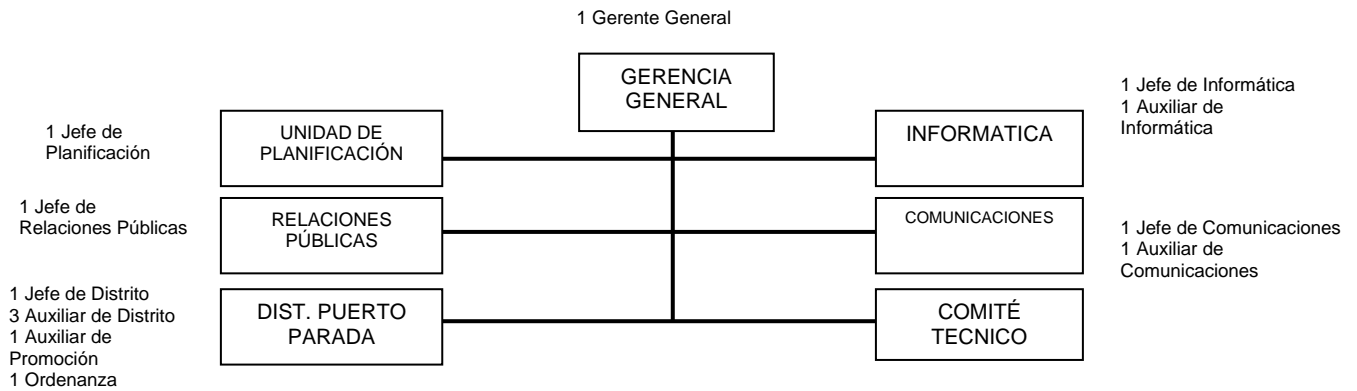 1 Gerente General
GERENCIA
GENERAL
1 Jefe de
Planificación
UNIDAD DE
PLANIFICACIÓN
INFORMATICA
1 Jefe de Informática
1 Auxiliar de
Informática
1 Jefe de
Relaciones Públicas
RELACIONES
PÚBLICAS
COMUNICACIONES
1 Jefe de Comunicaciones
1 Auxiliar de
Comunicaciones
1 Jefe de Distrito
3 Auxiliar de Distrito
1 Auxiliar de
Promoción
1 Ordenanza
DIST. PUERTO
PARADA
COMITÉ
TECNICO